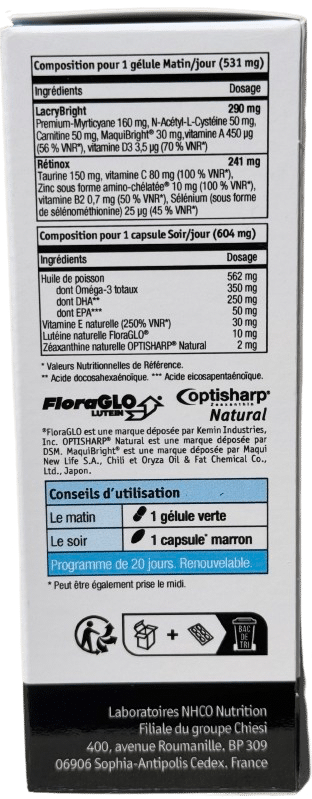 Composition pour 1 gélule Matin/jour (531 mg)
Ingrédients Dosage
LacryBright 290 mg
Premium-Myrticyane 160 mg, N-Acétyl-L-Cystéine 50 mg,
Carnitine 50 mg, MaquiBright® 30 mg, vitamine A 450 µg
(56 % VNR*), vitamine D3 3,5 µg (70 % VNR*)
Rétinox 241 mg
Taurine 150 mg, vitamine C 80 mg (100 % VNR*),
Zinc sous forme amino-chélatée® 10 mg (100 % VNR*),
vitamine B2 0,7 mg (50 % VNR*), Sélénium (sous forme
de sélénométhionine) 25 µg (45 % VNR*)
Composition pour 1 capsule Soir/jour (604 mg)
Ingrédients Dosage
Huile de poisson 562 mg
dont Oméga-3 totaux 350 mg
dont DHA** 250 mg
dont EPA*** 50 mg
Vitamine E naturelle (250% VNR*) 30 mg
Lutéine naturelle FloraGLO® 10 mg
Zéaxanthine naturelle OPTISHARP® Natural 2 mg
* Valeurs Nutritionnelles de Référence.
** Acide docosahexaénoïque. *** Acide eicosapentaénoïque.
FloraGLO
LUTEIN
optisharp®
ZEAXANTHIN
Natural
®FloraGLO est une marque déposée par Kemin Industries,
Inc. OPTISHARP® Natural est une marque déposée par
DSM. MaquiBright® est une marque déposée par Maqui
New Life S.A., Chili et Oryza Oil & Fat Chemical Co.,
Ltd., Japon.
Conseils d'utilisation
Le matin 1 gélule verte
Le soir 1 capsule* marron
Programme de 20 jours. Renouvelable.
* Peut être également prise le midi.
+
BAC
DE
TRI
Laboratoires NHCO Nutrition
Filiale du groupe Chiesi
400, avenue Roumanille, BP 309
06906 Sophia-Antipolis Cedex, France